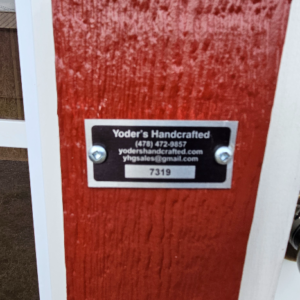 Yoder's Handcrafted
(478) 472-9857
yodershandcrafted.com
yhgsales@gmail.com
7319